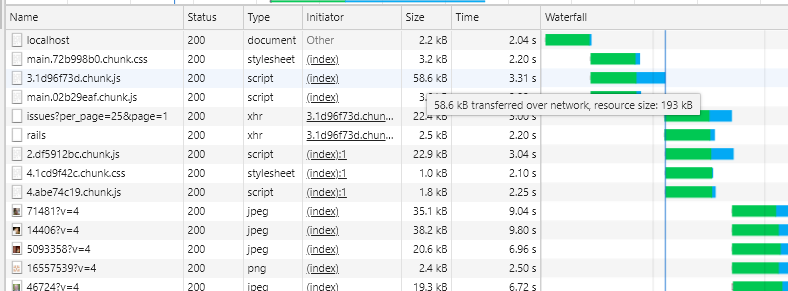 Name Status Type Initiator Size Time Waterfall
localhost 200 document Other 2.2 kB 2.04 s
main.72b998b0.chunk.css 200 stylesheet (index) 3.2 kB 2.20 s
3.1d96f73d.chunk.js 200 script (index) 58.6 kB 3.31 s
main.02b29eaf.chunk.js 200 script (index)
58.6 kB transferred over network, resource size: 193 kB
issues?per_page=25&page=1 200 xhr 3.1d96f73d.chun... 22.4 kB 3.00 s
rails 200 xhr 3.1d96f73d.chun... 2.5 kB 2.20 s
2.df5912bc.chunk.js 200 script (index):1 22.9 kB 3.04 s
4.1cd9f42c.chunk.css 200 stylesheet (index):1 1.0 kB 2.10 s
4.abe74c19.chunk.js 200 script (index):1 1.8 kB 2.25 s
71481?v=4 200 jpeg (index) 35.1 kB 9.04 s
14406?v=4 200 jpeg (index) 38.2 kB 9.80 s
5093358?v=4 200 jpeg (index) 20.6 kB 6.96 s
16557539?v=4 200 png (index) 2.4 kB 2.50 s
46724?v=4 200 jpeg (index) 19.3 kB 6.72 s